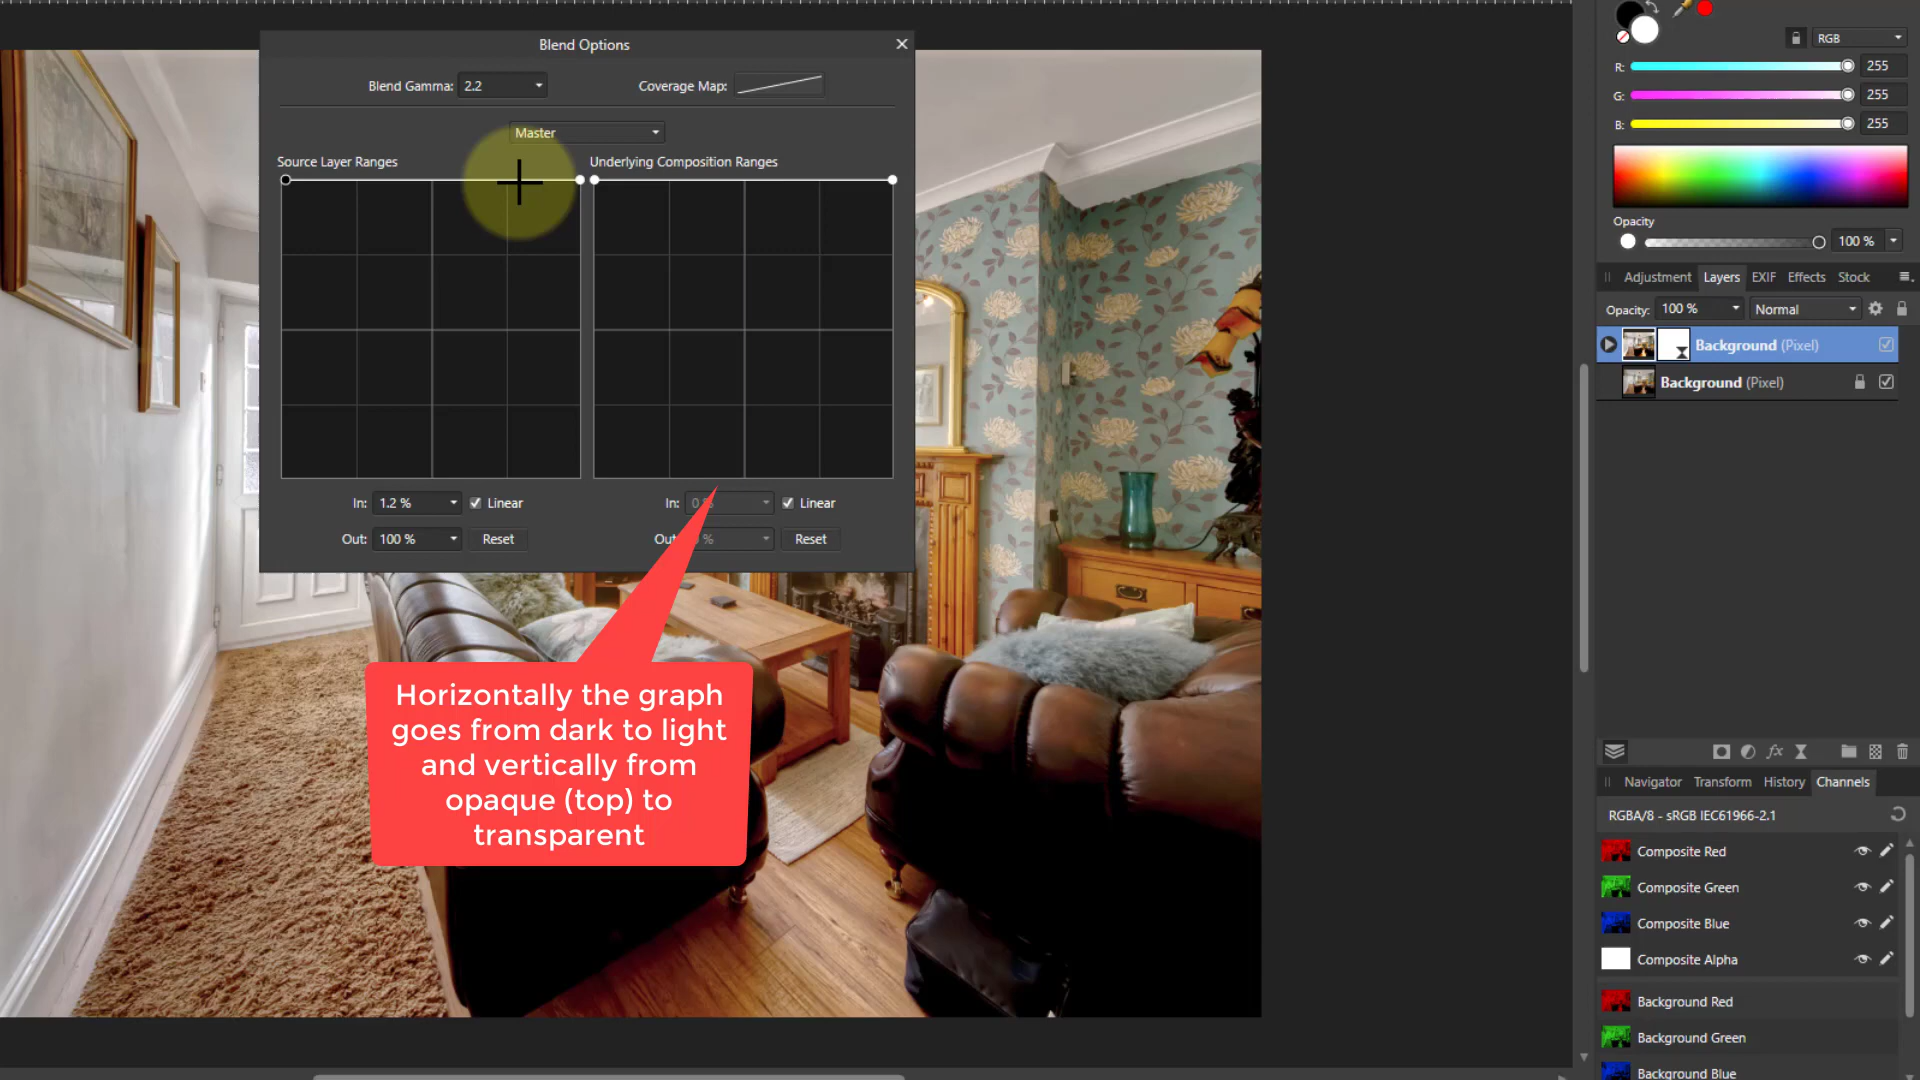 Blend Options
Blend Gamma: 2.2
Coverage Map:
Master
Source Layer Ranges
Underlying Composition Ranges
In: 1.2 %
Linear
In: 0
Linear
Out: 100 %
Reset
%
Reset
Horizontally the graph
goes from dark to light
and vertically from
opaque (top) to
transparent
RGB
R: 255
G: 255
B: 255
Opacity
100 %
Adjustment Layers EXIF Effects Stock
Opacity: 100 % Normal
Background (Pixel)
Background (Pixel)
fx
Navigator Transform History Channels
RGBA/8 - sRGB IEC61966-2.1
Composite Red
Composite Green
Composite Blue
Composite Alpha
Background Red
Background Green
Background Blue